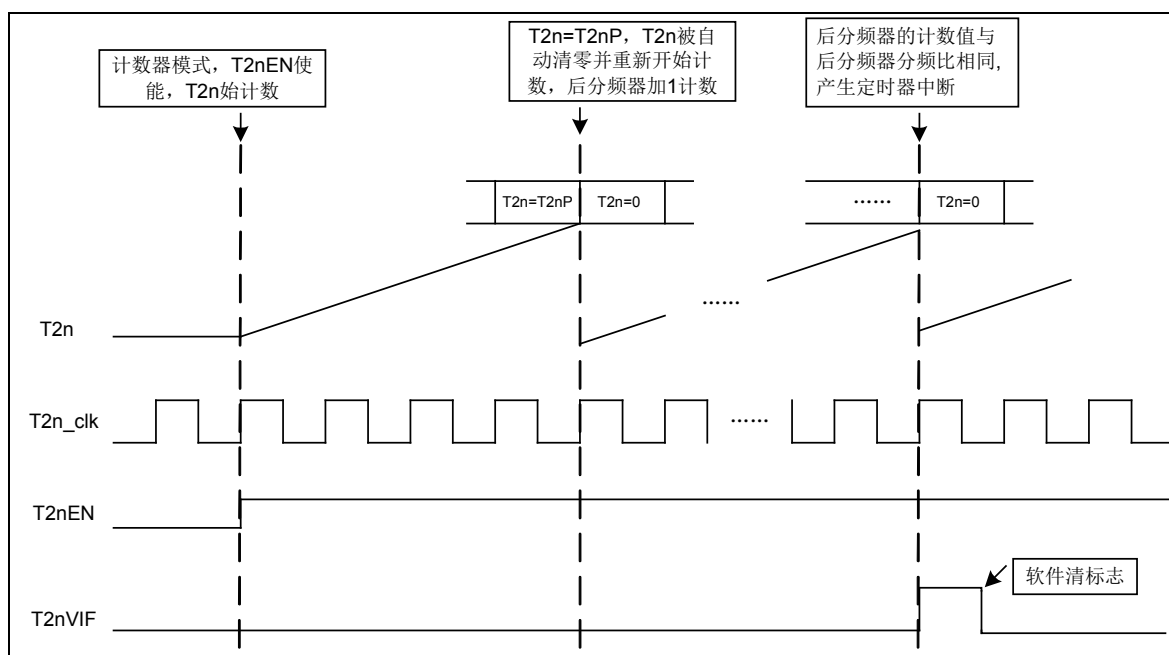 计数器模式，T2nEN使
能，T2n始计数
T2n=T2nP，T2n被自
动清零并重新开始计
数，后分频器加1计数
后分频器的计数值与
后分频器分频比相同,
产生定时器中断
T2n=T2nP
T2n=0
……
T2n=0
……
T2n
T2n_clk
……
T2nEN
软件清标志
T2nVIF